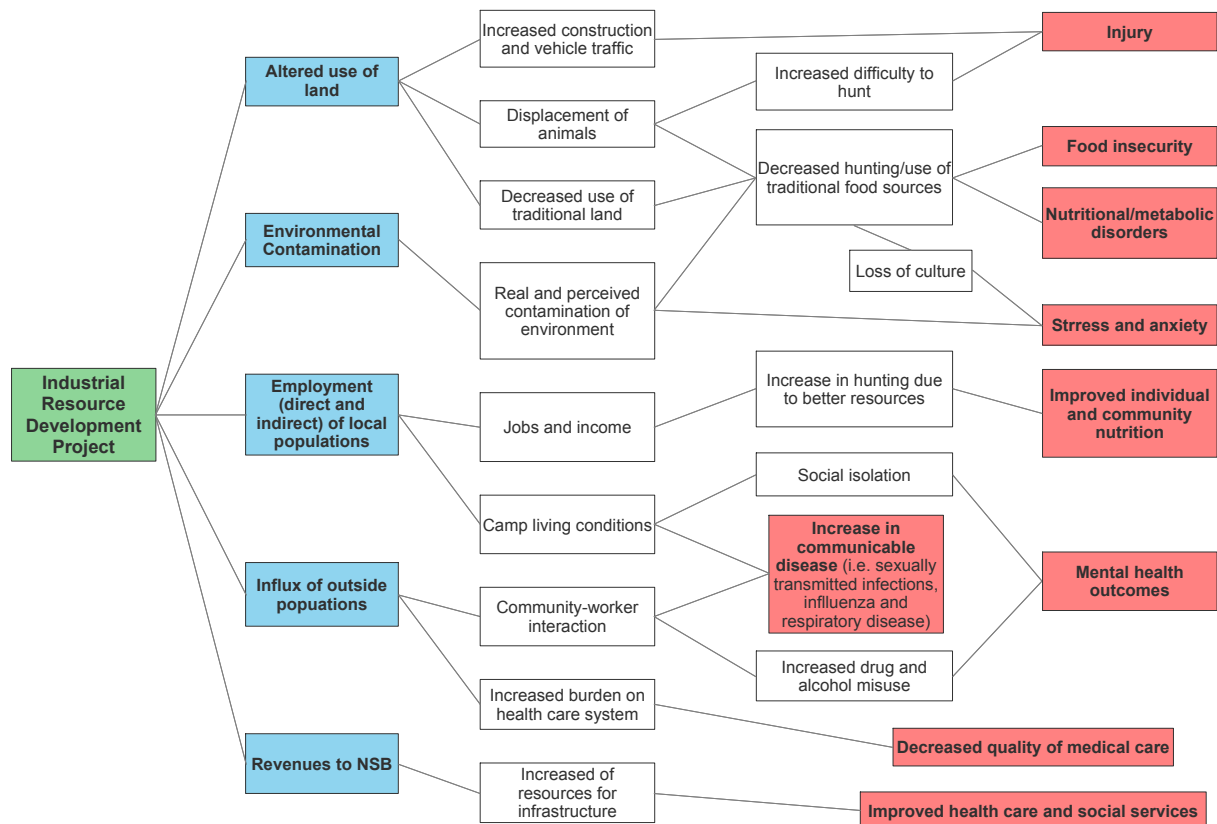 Increased construction
and vehicle traffic
Injury
Altered use of
land
Increased difficulty to
hunt
Displacement of
animals
Food insecurity
Decreased hunting/use of
traditional food sources
Decreased use of
traditional land
Nutritional/metabolic
disorders
Environmental
Contamination
Loss of culture
Real and perceived
contamination of
environment
Strress and anxiety
Industrial
Resource
Development
Project
Employment
(direct and
indirect) of local
populations
Increase in hunting due
to better resources
Improved individual
and community
nutrition
Jobs and income
Social isolation
Camp living conditions
Increase in
communicable
disease (i.e. sexually
transmitted infections,
inflluenza and
respiratory disease)
Mental health
outcomes
Influx of outside
popuations
Community-worker
interaction
Increased drug and
alcohol misuse
Increased burden on
health care system
Decreased quality of medical care
Revenues to NSB
Increased of
resources for
infrastructure
Improved health care and social services